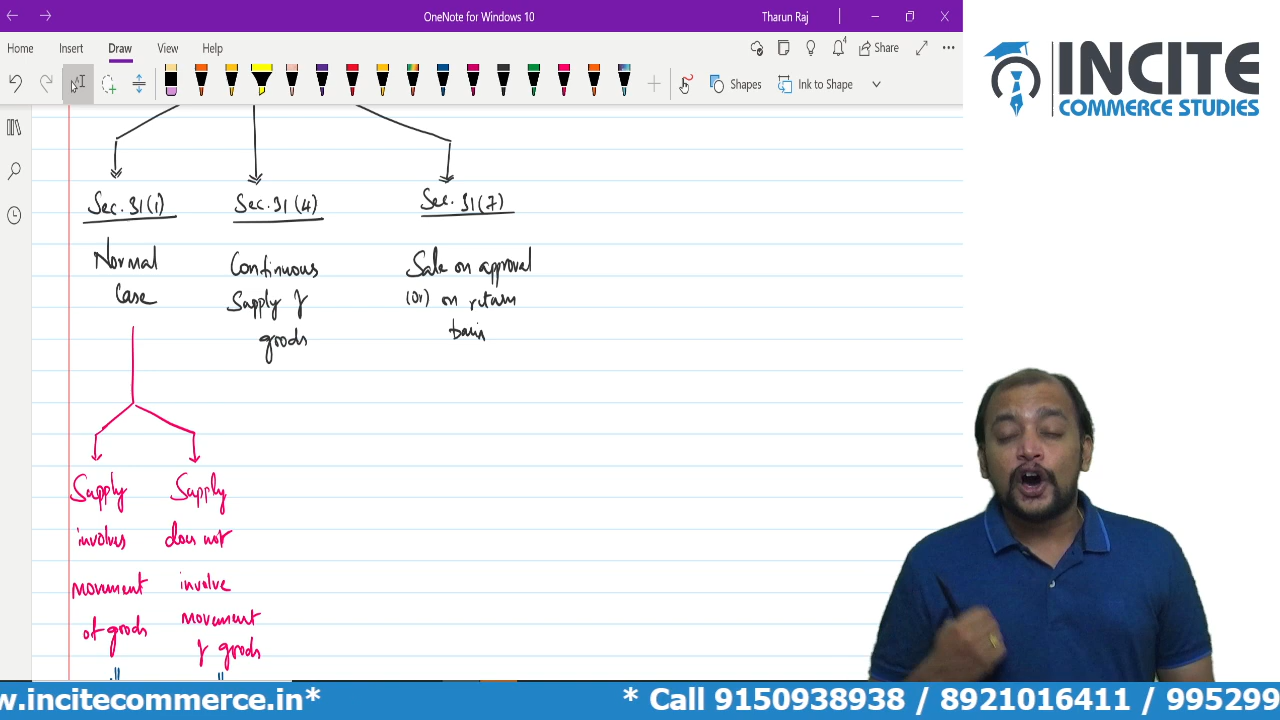 OneNote for Windows 10
Tharun Raj
Home Insert Draw View Help
4
Share
Shapes
Ink to Shape
INCITE
COMMERCE STUDIES
Sec. 31(1) Sec. 31(4) Sec. 31(7)
Normal
Case
Continuous
Supply of
goods
Sale on approval
(Or) on return
basis
Supply
involves
movement
of goods
Supply
does not
involve
movement
of goods
w.incitecommerce.in* * Call 9150938938 / 8921016411 / 995299